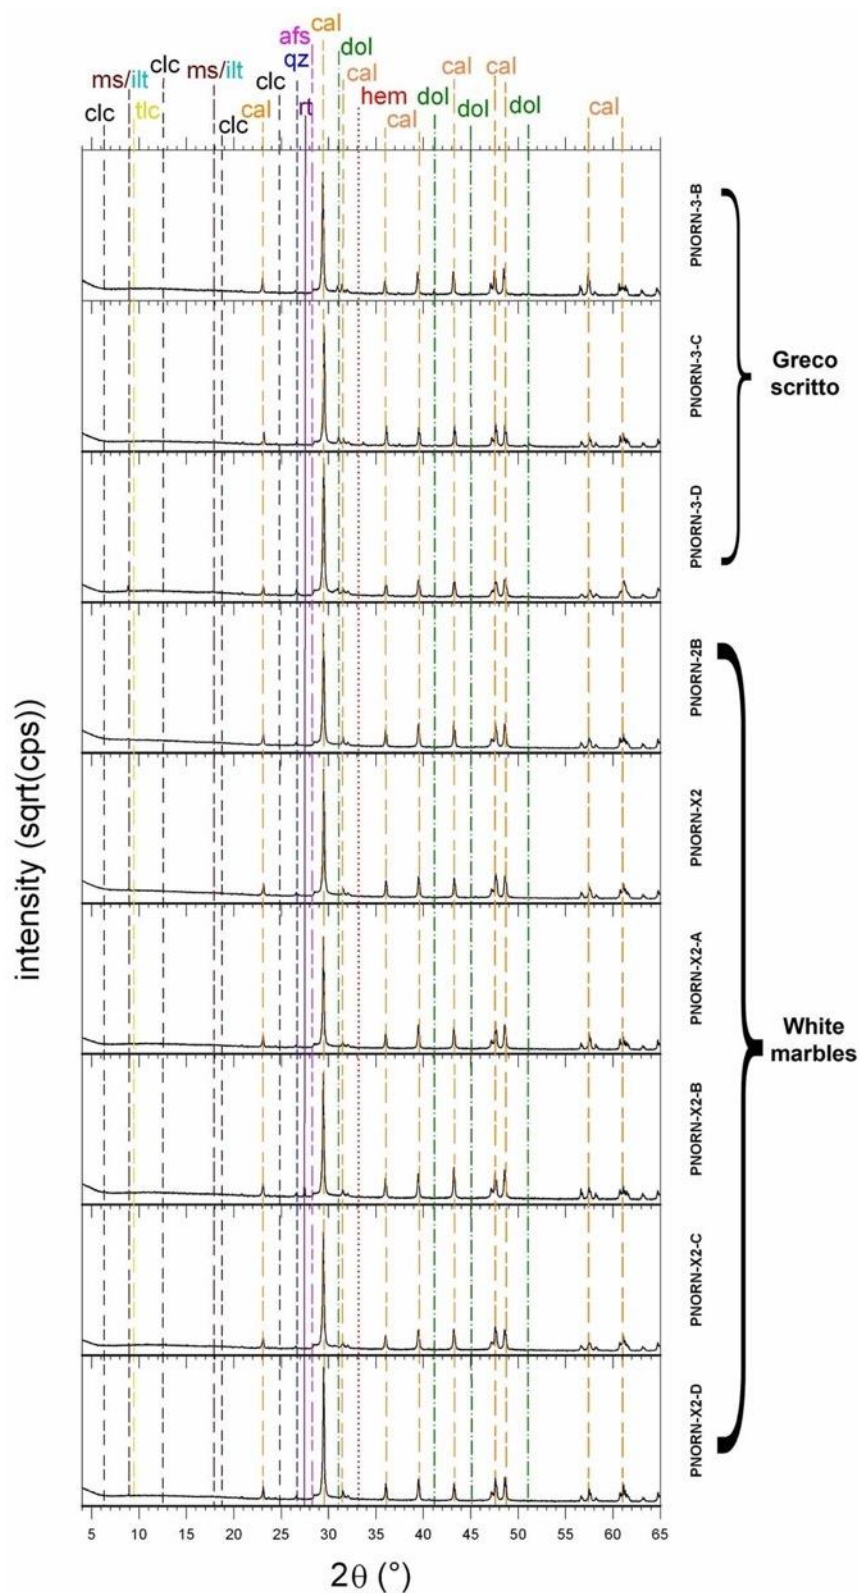 cal
afs
dol
qz
clc
cal
cal
cal
ms/ilt
clc
ms/ilt
hem
dol
dol
clc
tlc
clc
cal
rt
cal
dol
cal
PNORN-3-B
PNORN-3-C
PNORN-3-D
Greco
scritto
PNORN-2B
PNORN-X2
PNORN-X2-A
PNORN-X2-B
PNORN-X2-C
PNORN-X2-D
White
marbles
intensity (sqrt(cps))
5 10 15 20 25 30 35 40 45 50 55 60 65
2θ (°)